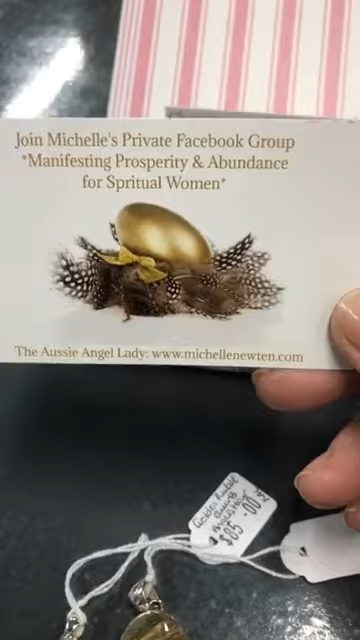 Join Michelle's Private Facebook Group
*Manifesting Prosperity & Abundance
for Spritual Women*
The Aussie Angel Lady: www.michellenewten.com
$85.00